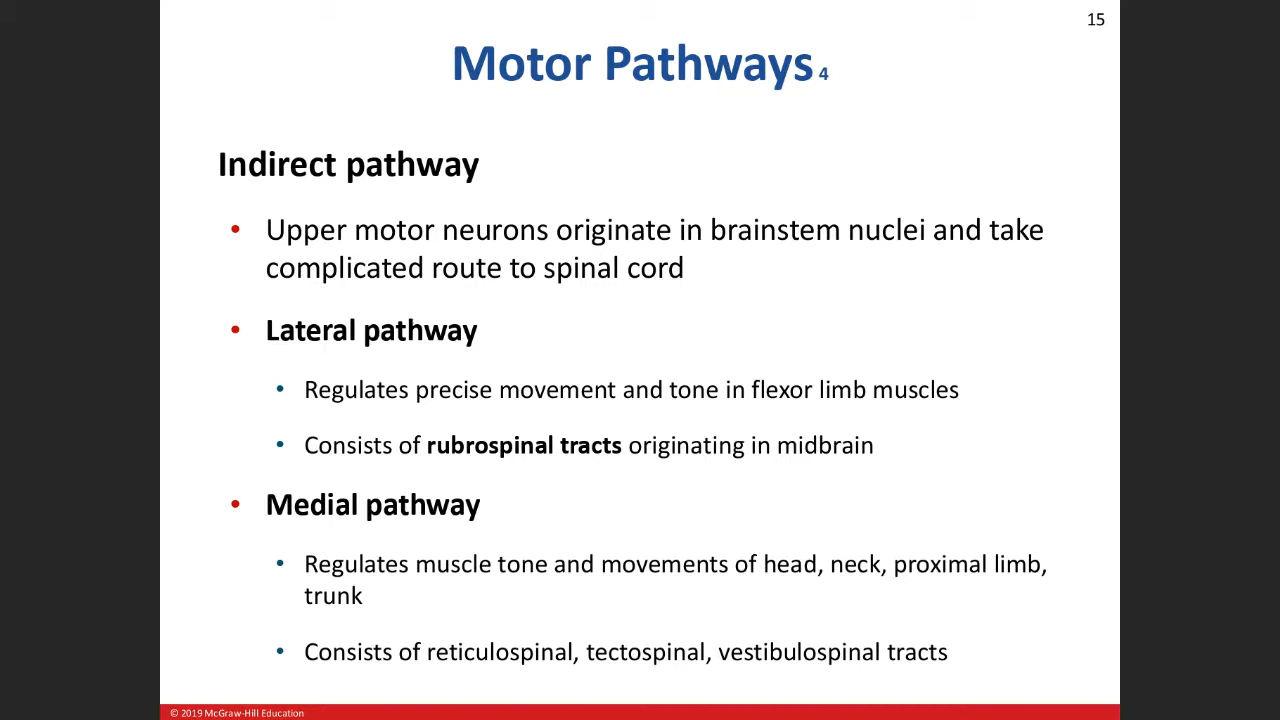 15
Motor Pathways 4
Indirect pathway
• Upper motor neurons originate in brainstem nuclei and take
complicated route to spinal cord
• Lateral pathway
• Regulates precise movement and tone in flexor limb muscles
• Consists of rubrospinal tracts originating in midbrain
• Medial pathway
• Regulates muscle tone and movements of head, neck, proximal limb,
trunk
• Consists of reticulospinal, tectospinal, vestibulospinal tracts
© 2019 McGraw-Hill Education